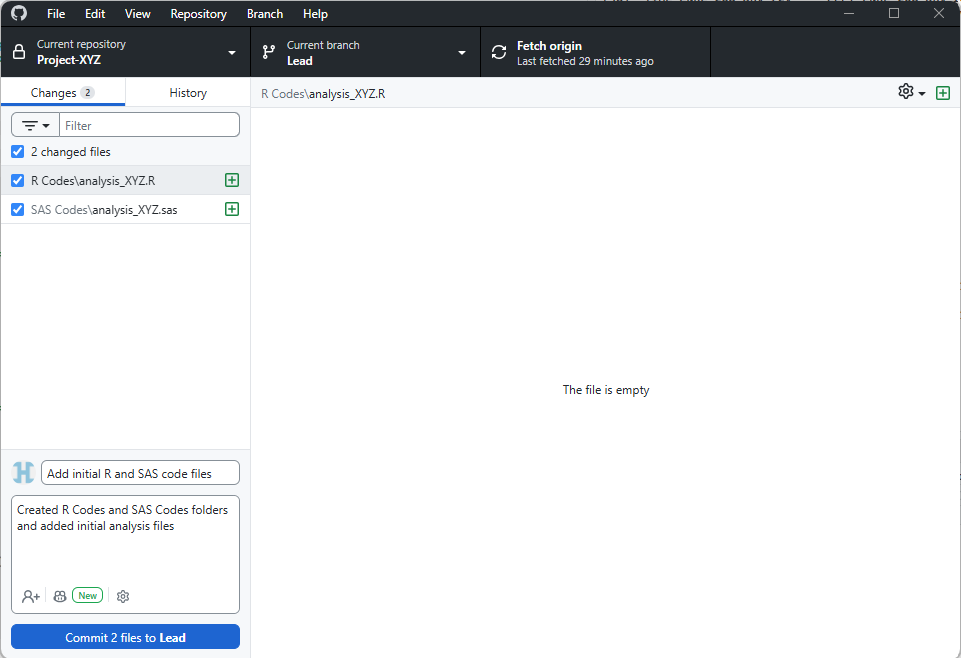 File Edit View Repository Branch Help
Current repository
Project-XYZ
Current branch
Lead
Fetch origin
Last fetched 29 minutes ago
Changes 2
History
R Codes\analysis_XYZ.R
Filter
2 changed files
R Codes\analysis_XYZ.R
SAS Codes\analysis_XYZ.sas
The file is empty
Add initial R and SAS code files
Created R Codes and SAS Codes folders
and added initial analysis files
New
Commit 2 files to Lead